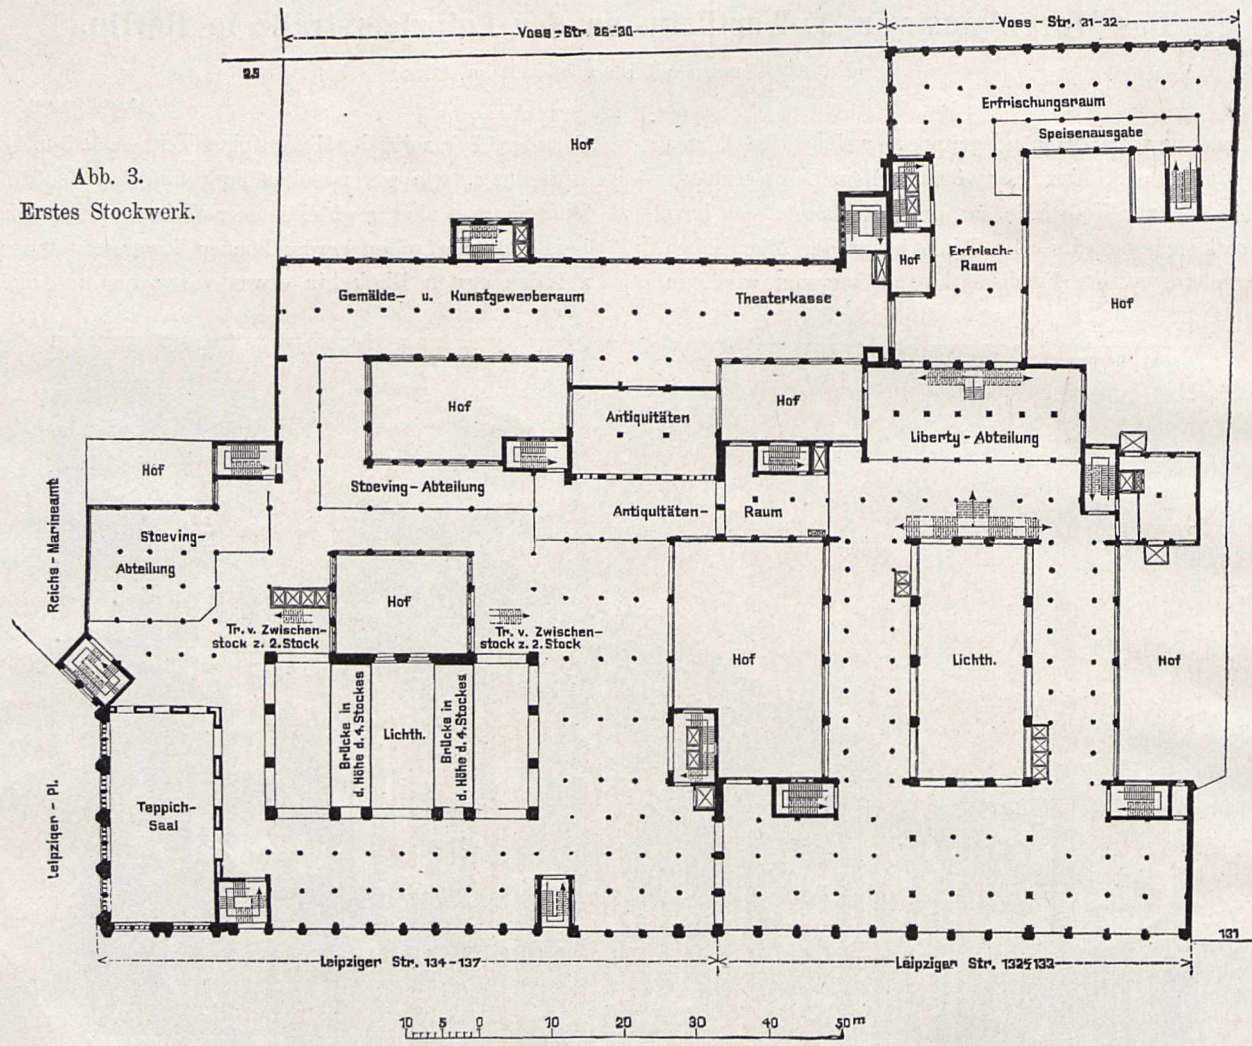 Voss-Str. 26-30
Voss-Str. 31-32
25
Erfrischungsraum
Speisenausgabe
Hof
Abb. 3.
Erstes Stockwerk.
Hof
Erfrisch-
Raum
Gemälde- u. Kunstgewerberaum
Theaterkasse
Hof
Hof
Antiquitäten
Hof
Liberty-Abteilung
Hof
Stoeving-Abteilung
Antiquitäten-
Raum
Reichs-Marineamt
Stoeving-
Abteilung
Hof
Tr. v. Zwischen-
stock z. 2. Stock
Tr. v. Zwischen-
stock z. 2. Stock
Hof
Lichth.
Hof
Brücke in
d. Höhe d. 4. Stockes
Lichth.
Brücke in
d. Höhe d. 4. Stockes
Leipziger-Pl.
Teppich-
Saal
131
Leipziger Str. 134-137
Leipziger Str. 132-133
10 5 0 10 20 30 40 50 m